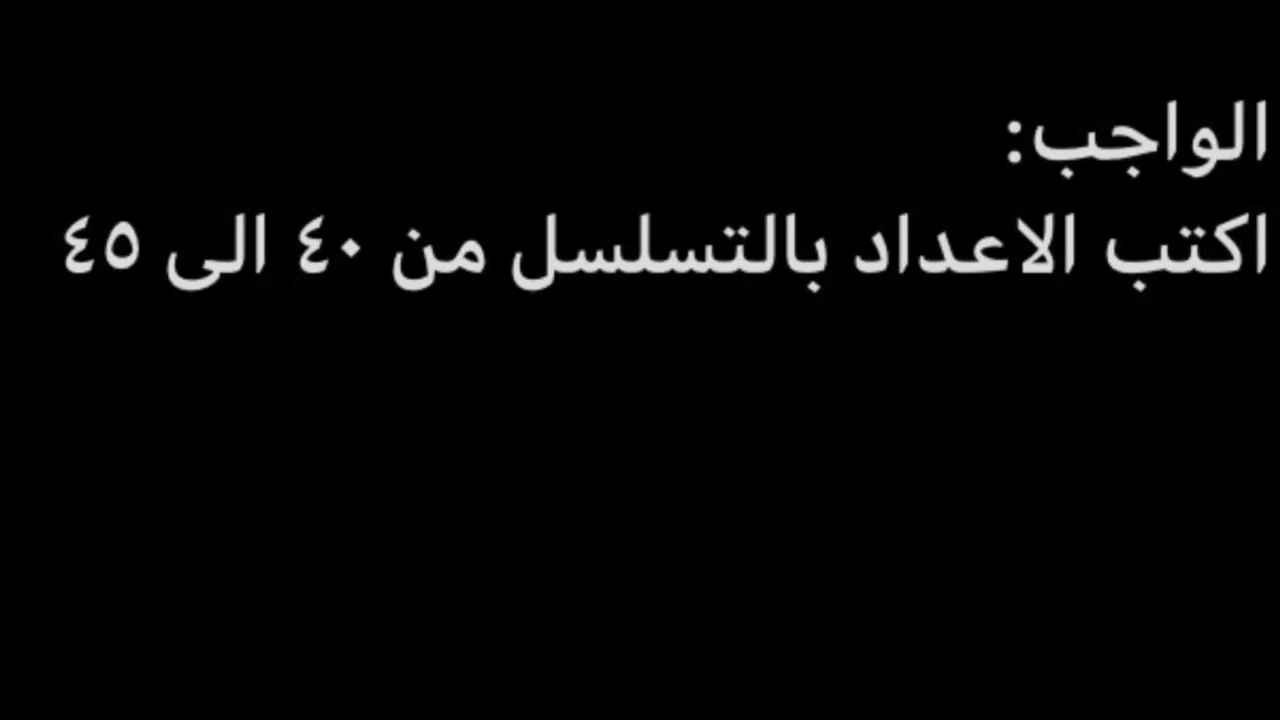 الواجب:
اكتب الاعداد بالتسلسل من ٤٠ الى ٤٥